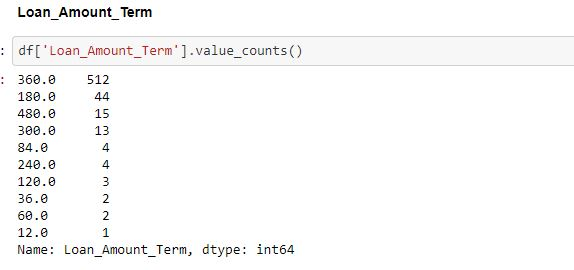 Loan_Amount_Term
: df['Loan_Amount_Term'].value_counts()
: 360.0    512
180.0     44
480.0     15
300.0     13
84.0       4
240.0      4
120.0      3
36.0       2
60.0       2
12.0       1
Name: Loan_Amount_Term, dtype: int64